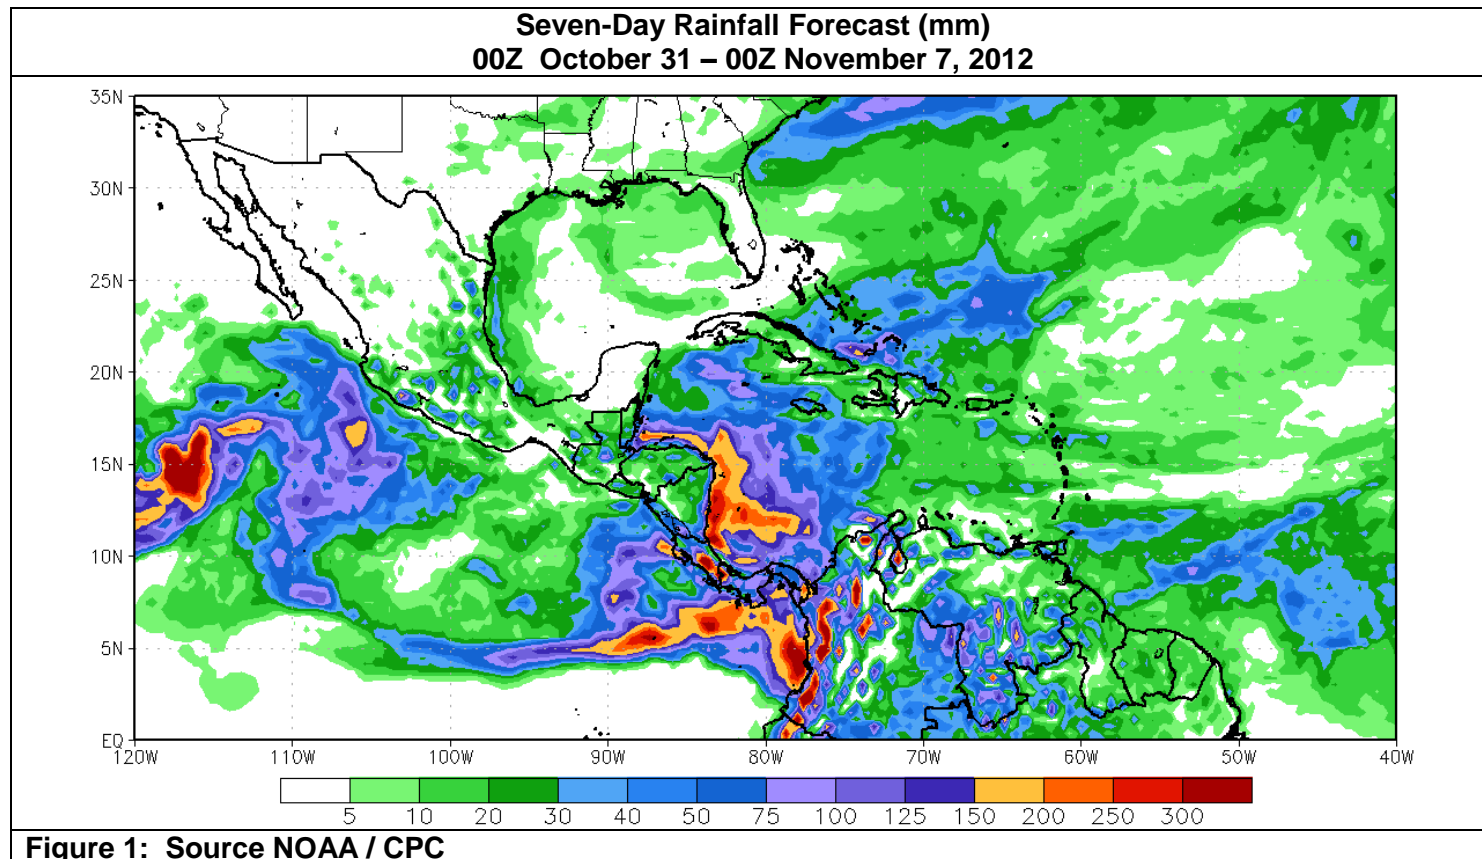 Seven-Day Rainfall Forecast (mm)
00Z  October 31 – 00Z November 7, 2012
35N
30N
25N
20N
15N
10N
5N
EQ
120W 110W 100W 90W 80W 70W 60W 50W 40W
5 10 20 30 40 50 75 100 125 150 200 250 300
Figure 1:  Source NOAA / CPC